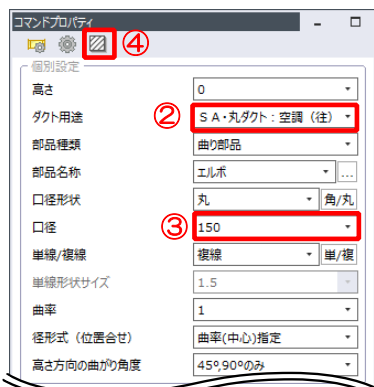 コマンドプロパティ
④
個別設定
高さ 0
ダクト用途 ② SA・丸ダクト:空調(往)
部品種類 曲り部品
部品名称 エルボ ...
口径形状 丸 角/丸
口径 ③ 150
単線/複線 複線 単/複
単線形状サイズ 1.5
曲率 1
径形式(位置合せ) 曲率(中心)指定
高さ方向の曲がり角度 45º,90ºのみ